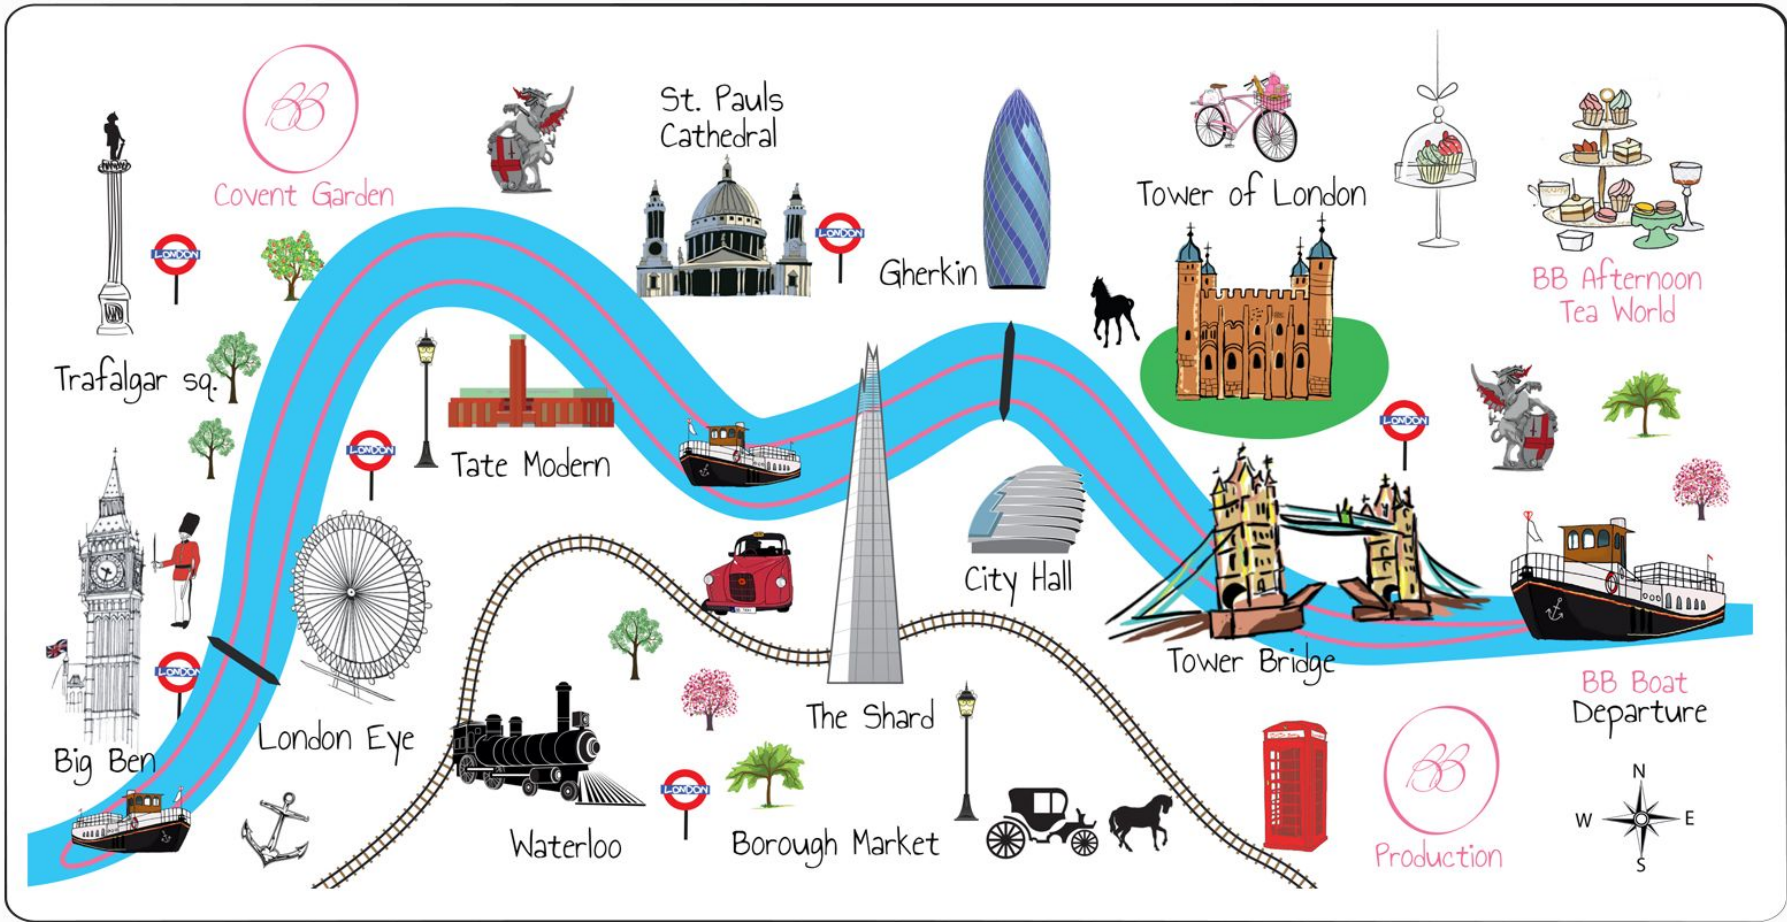 BB
Covent Garden
St. Pauls
Cathedral
Tower of London
LONDON
LONDON
Gherkin
BB Afternoon
Tea World
Trafalgar sq.
LONDON
LONDON
Tate Modern
City Hall
Tower Bridge
LONDON
BB Boat
Departure
The Shard
London Eye
Big Ben
LONDON
Waterloo
Borough Market
BB
Production
N
W
E
S